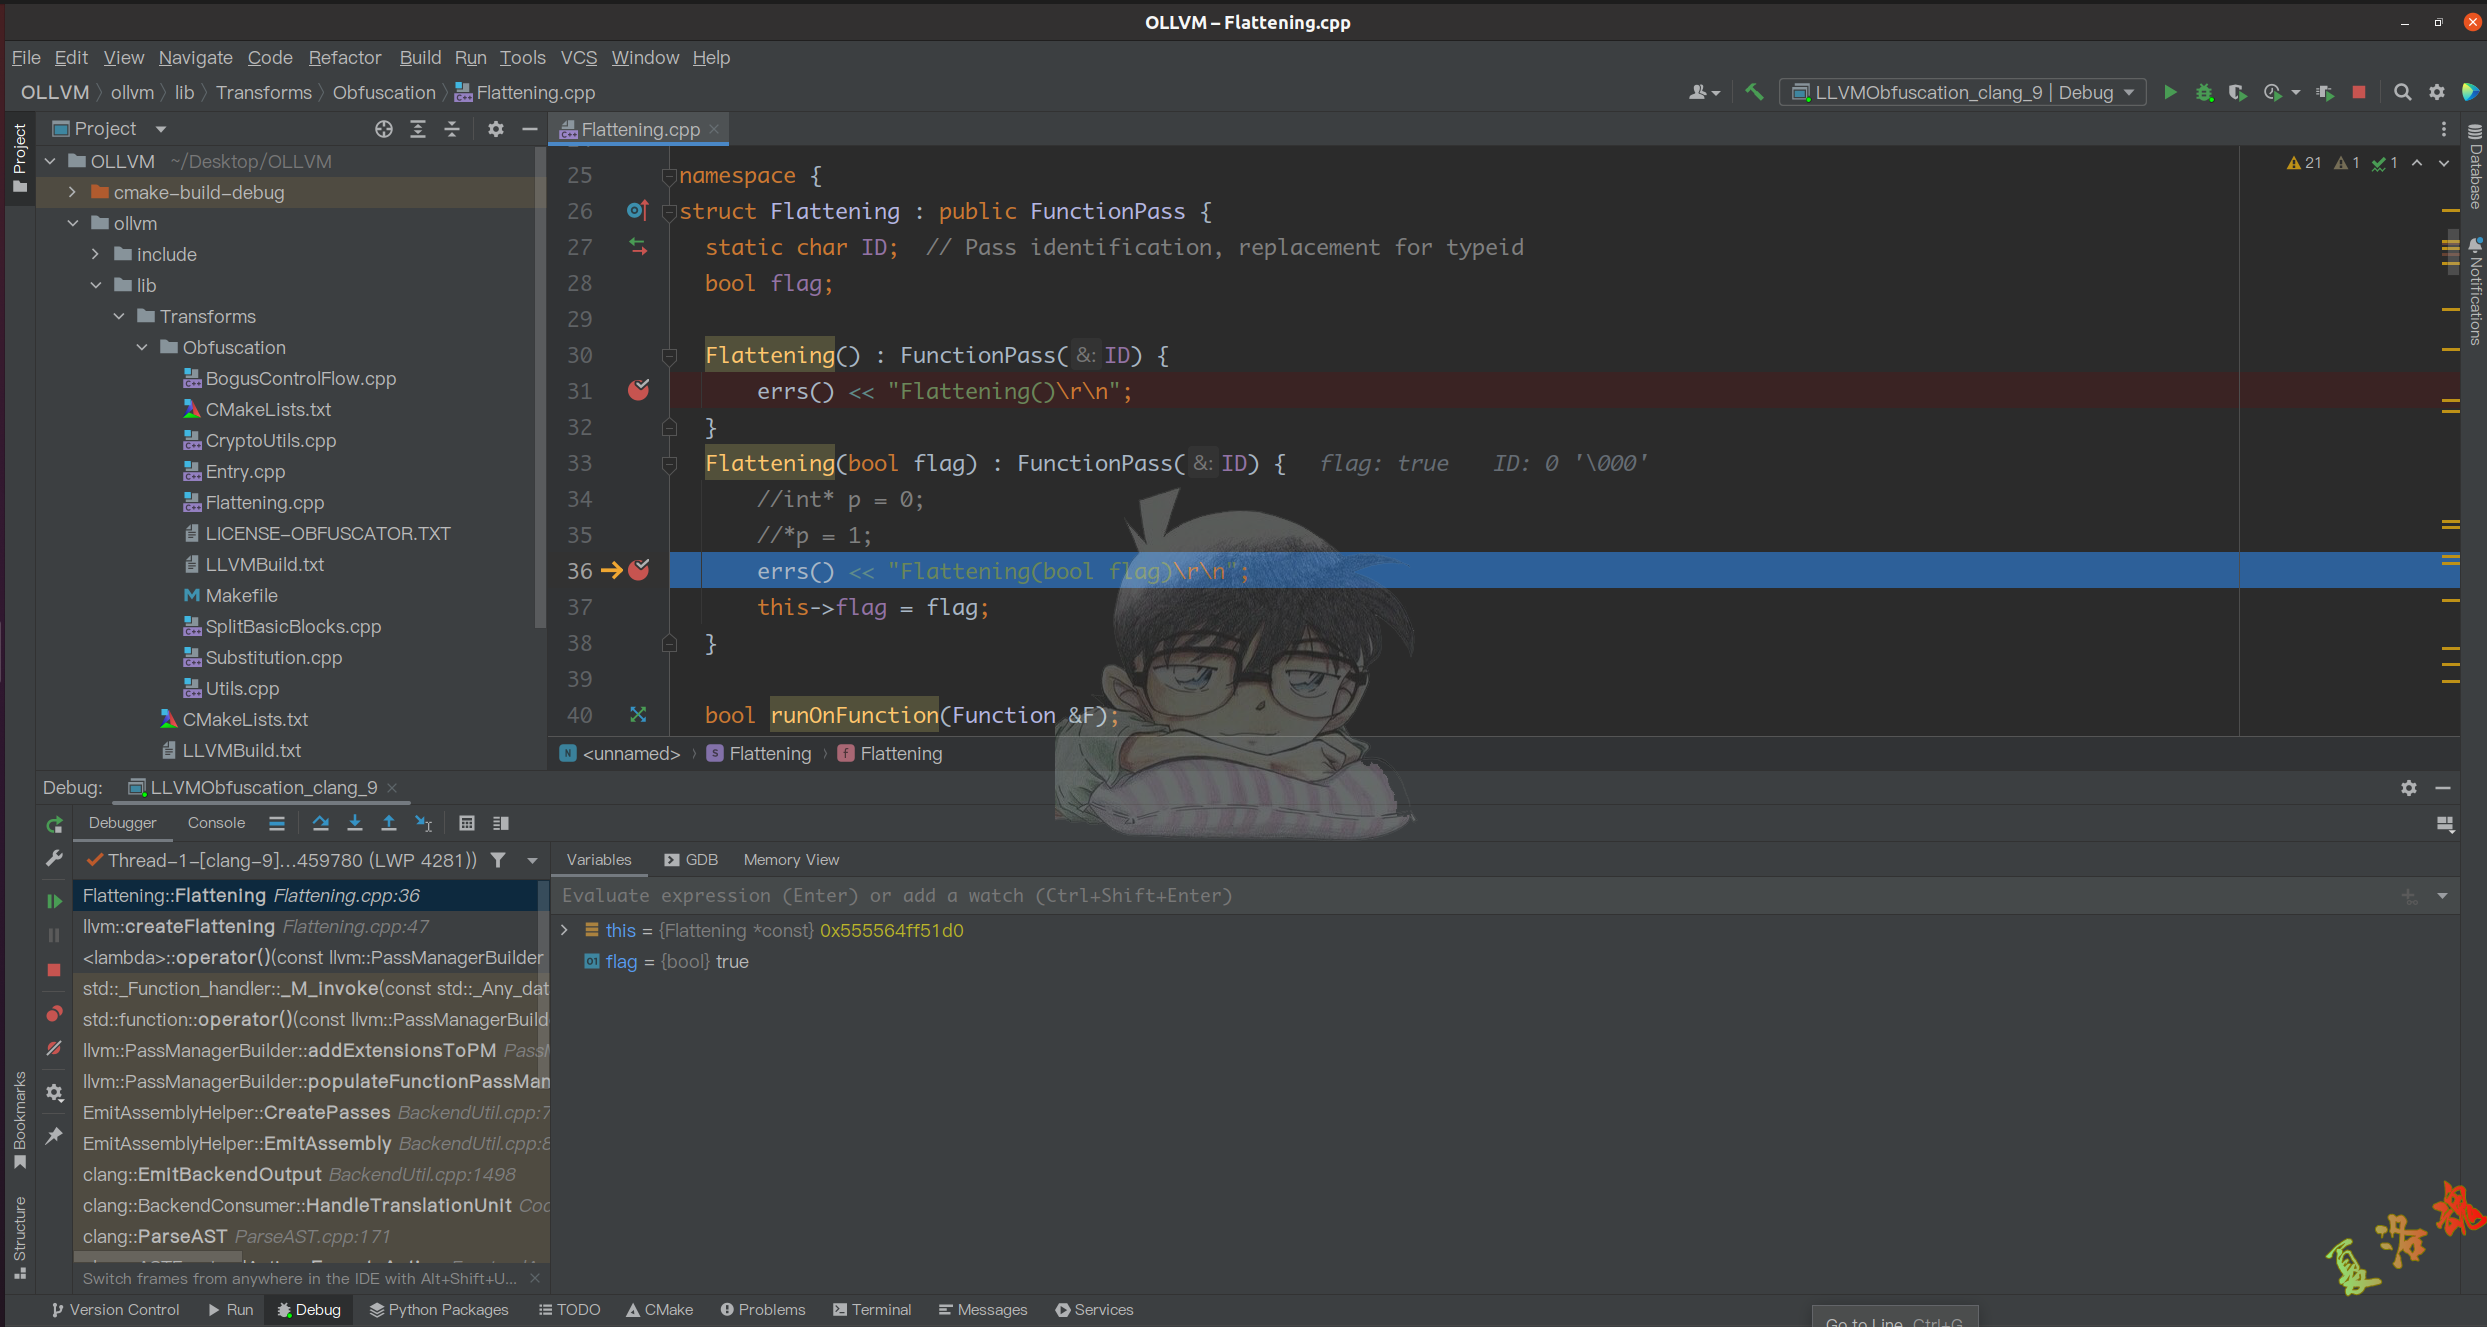 OLLVM – Flattening.cpp
File Edit View Navigate Code Refactor Build Run Tools VCS Window Help
OLLVM ollvm lib Transforms Obfuscation Flattening.cpp
LLVMObfuscation_clang_9 | Debug
Project
Flattening.cpp
OLLVM ~/Desktop/OLLVM
cmake-build-debug
ollvm
include
lib
Transforms
Obfuscation
BogusControlFlow.cpp
CMakeLists.txt
CryptoUtils.cpp
Entry.cpp
Flattening.cpp
LICENSE-OBFUSCATOR.TXT
LLVMBuild.txt
Makefile
SplitBasicBlocks.cpp
Substitution.cpp
Utils.cpp
CMakeLists.txt
LLVMBuild.txt
21 1 1
25 namespace {
26 struct Flattening : public FunctionPass {
27 static char ID; // Pass identification, replacement for typeid
28 bool flag;
29
30 Flattening() : FunctionPass( &: ID) {
31 errs() << "Flattening()\r\n";
32 }
33 Flattening(bool flag) : FunctionPass( &: ID) { flag: true ID: 0 '\000'
34 //int* p = 0;
35 //*p = 1;
36 errs() << "Flattening(bool flag)\r\n";
37 this->flag = flag;
38 }
39
40 bool runOnFunction(Function &F);
<unnamed> Flattening Flattening
Project
Bookmarks
Structure
Database
Notifications
Debug: LLVMObfuscation_clang_9
Debugger Console
Thread-1-[clang-9]...459780 (LWP 4281))
Flattening::Flattening Flattening.cpp:36
llvm::createFlattening Flattening.cpp:47
<lambda>::operator()(const llvm::PassManagerBuilder
std::_Function_handler::_M_invoke(const std::_Any_dat
std::function::operator()(const llvm::PassManagerBuild
llvm::PassManagerBuilder::addExtensionsToPM PassM
llvm::PassManagerBuilder::populateFunctionPassMan
EmitAssemblyHelper::CreatePasses BackendUtil.cpp:7
EmitAssemblyHelper::EmitAssembly BackendUtil.cpp:8
clang::EmitBackendOutput BackendUtil.cpp:1498
clang::BackendConsumer::HandleTranslationUnit Cod
clang::ParseAST ParseAST.cpp:171
Switch frames from anywhere in the IDE with Alt+Shift+U...
Variables GDB Memory View
Evaluate expression (Enter) or add a watch (Ctrl+Shift+Enter)
this = {Flattening *const} 0x555564ff51d0
flag = {bool} true
夏洛魂
Version Control Run Debug Python Packages TODO CMake Problems Terminal Messages Services
Go to Line Ctrl+G